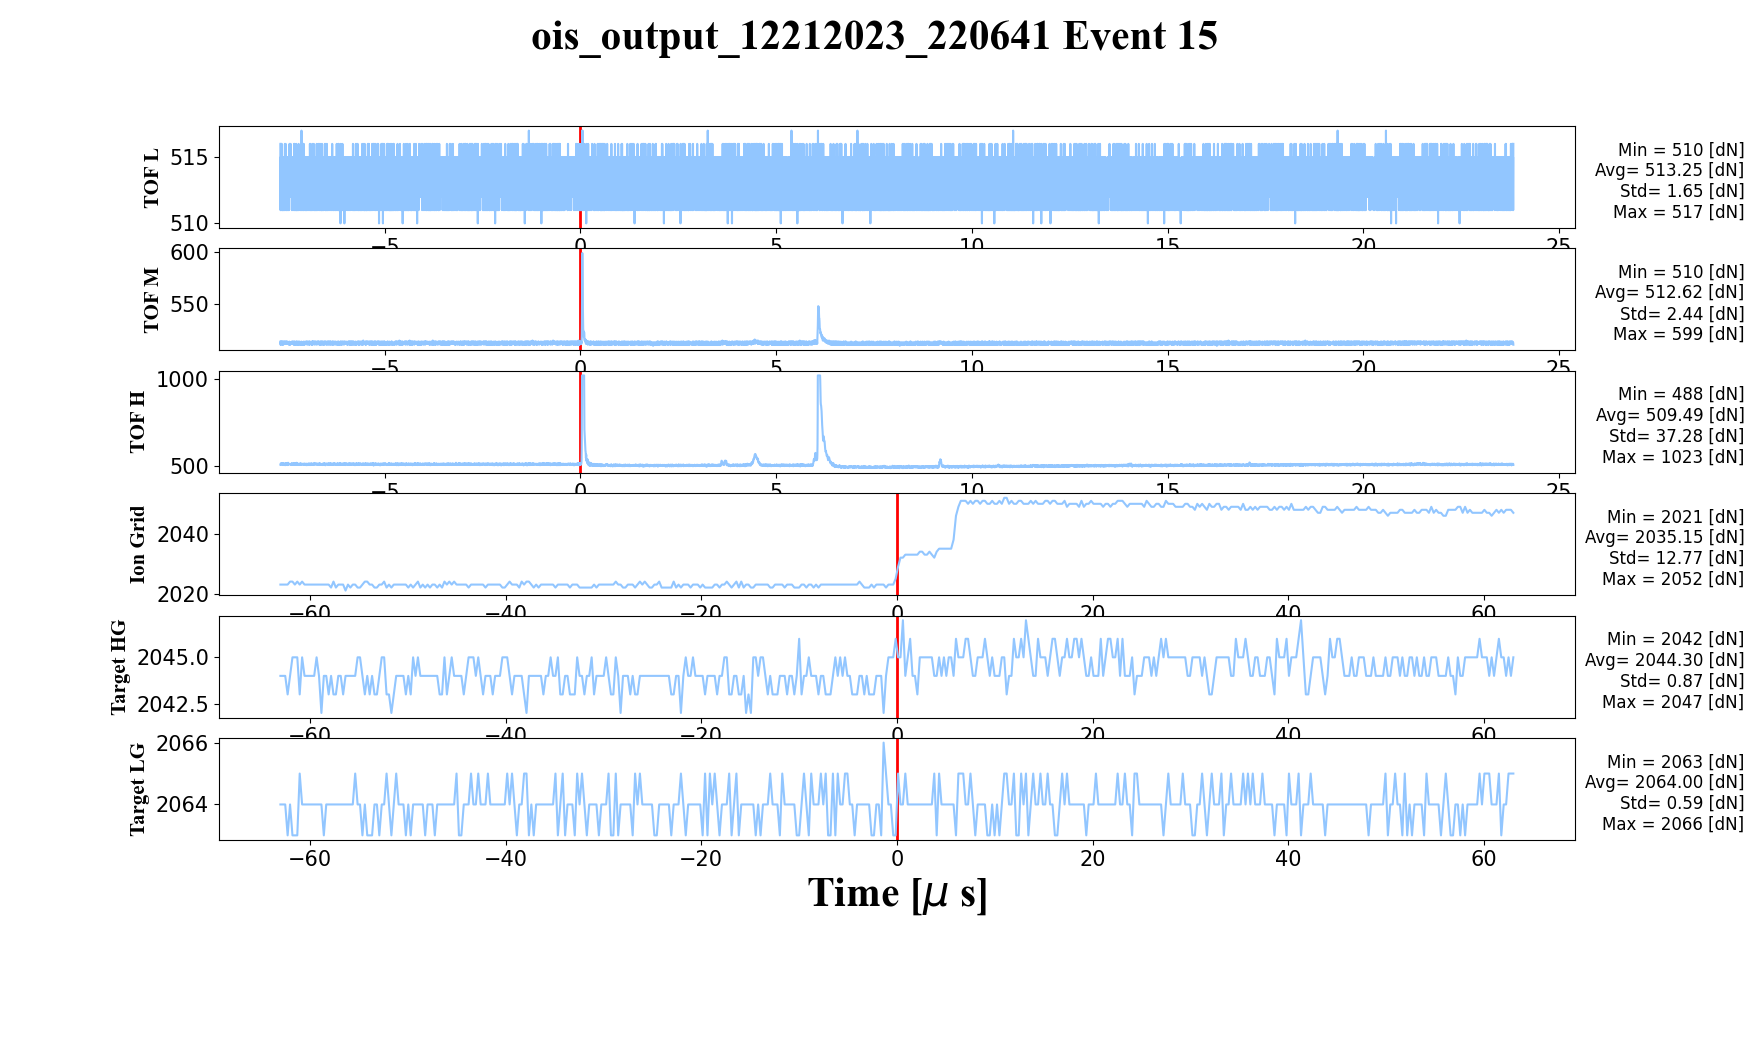 ois_output_12212023_220641 Event 15
TOF L
515
510
Min = 510 [dN]
Avg= 513.25 [dN]
Std= 1.65 [dN]
Max = 517 [dN]
−5 0 5 10 15 20 25
TOF M
600
550
Min = 510 [dN]
Avg= 512.62 [dN]
Std= 2.44 [dN]
Max = 599 [dN]
−5 0 5 10 15 20 25
TOF H
1000
500
Min = 488 [dN]
Avg= 509.49 [dN]
Std= 37.28 [dN]
Max = 1023 [dN]
−5 0 5 10 15 20 25
Ion Grid
2040
2020
Min = 2021 [dN]
Avg= 2035.15 [dN]
Std= 12.77 [dN]
Max = 2052 [dN]
−60 −40 −20 0 20 40 60
Target HG
2045.0
2042.5
Min = 2042 [dN]
Avg= 2044.30 [dN]
Std= 0.87 [dN]
Max = 2047 [dN]
−60 −40 −20 0 20 40 60
Target LG
2066
2064
Min = 2063 [dN]
Avg= 2064.00 [dN]
Std= 0.59 [dN]
Max = 2066 [dN]
−60 −40 −20 0 20 40 60
Time [μ s]